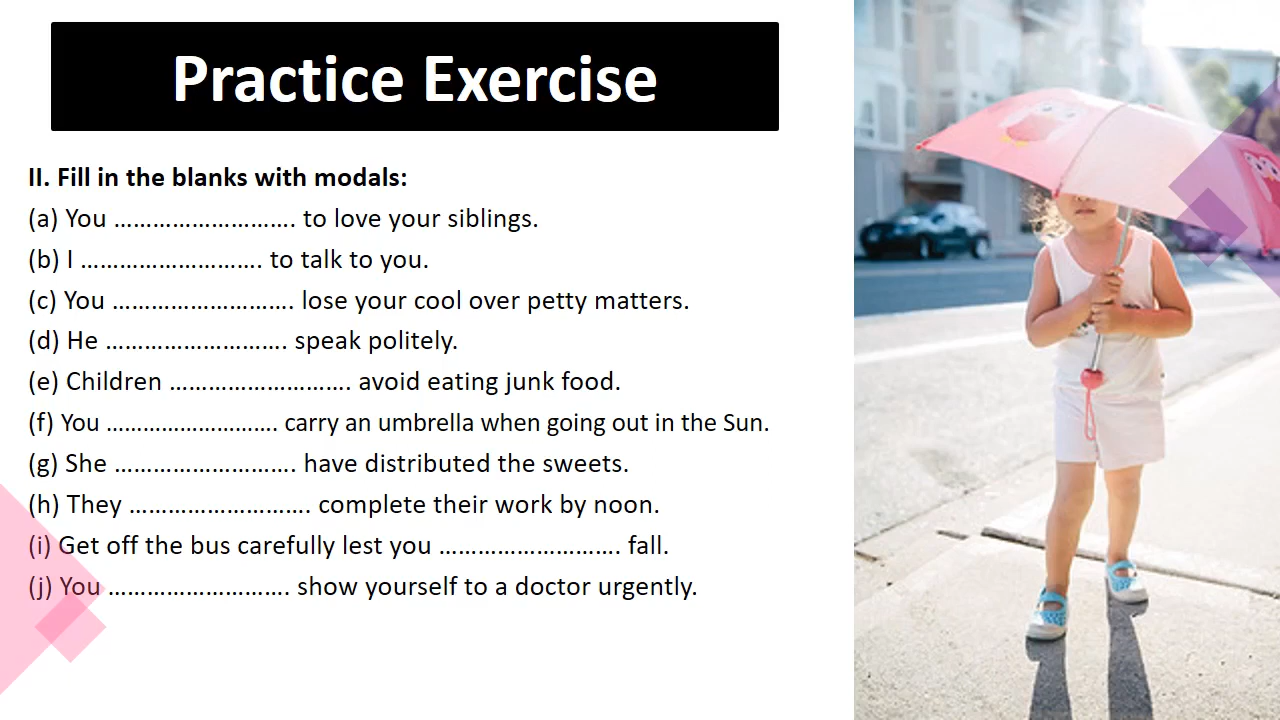 Practice Exercise
II. Fill in the blanks with modals:
(a) You ............................ to love your siblings.
(b) I ............................ to talk to you.
(c) You ............................ lose your cool over petty matters.
(d) He ............................ speak politely.
(e) Children ............................ avoid eating junk food.
(f) You ............................ carry an umbrella when going out in the Sun.
(g) She ............................ have distributed the sweets.
(h) They ............................ complete their work by noon.
(i) Get off the bus carefully lest you ............................ fall.
(j) You ............................ show yourself to a doctor urgently.